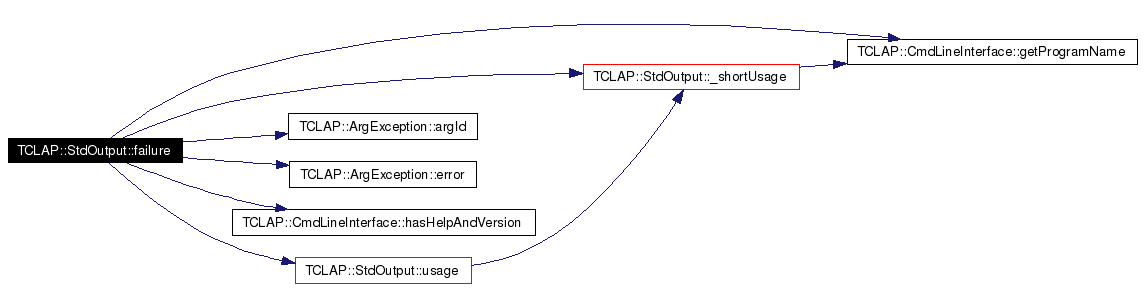 TCLAP::CmdLineInterface::getProgramName
TCLAP::StdOutput::_shortUsage
TCLAP::ArgException::argId
TCLAP::StdOutput::failure
TCLAP::ArgException::error
TCLAP::CmdLineInterface::hasHelpAndVersion
TCLAP::StdOutput::usage